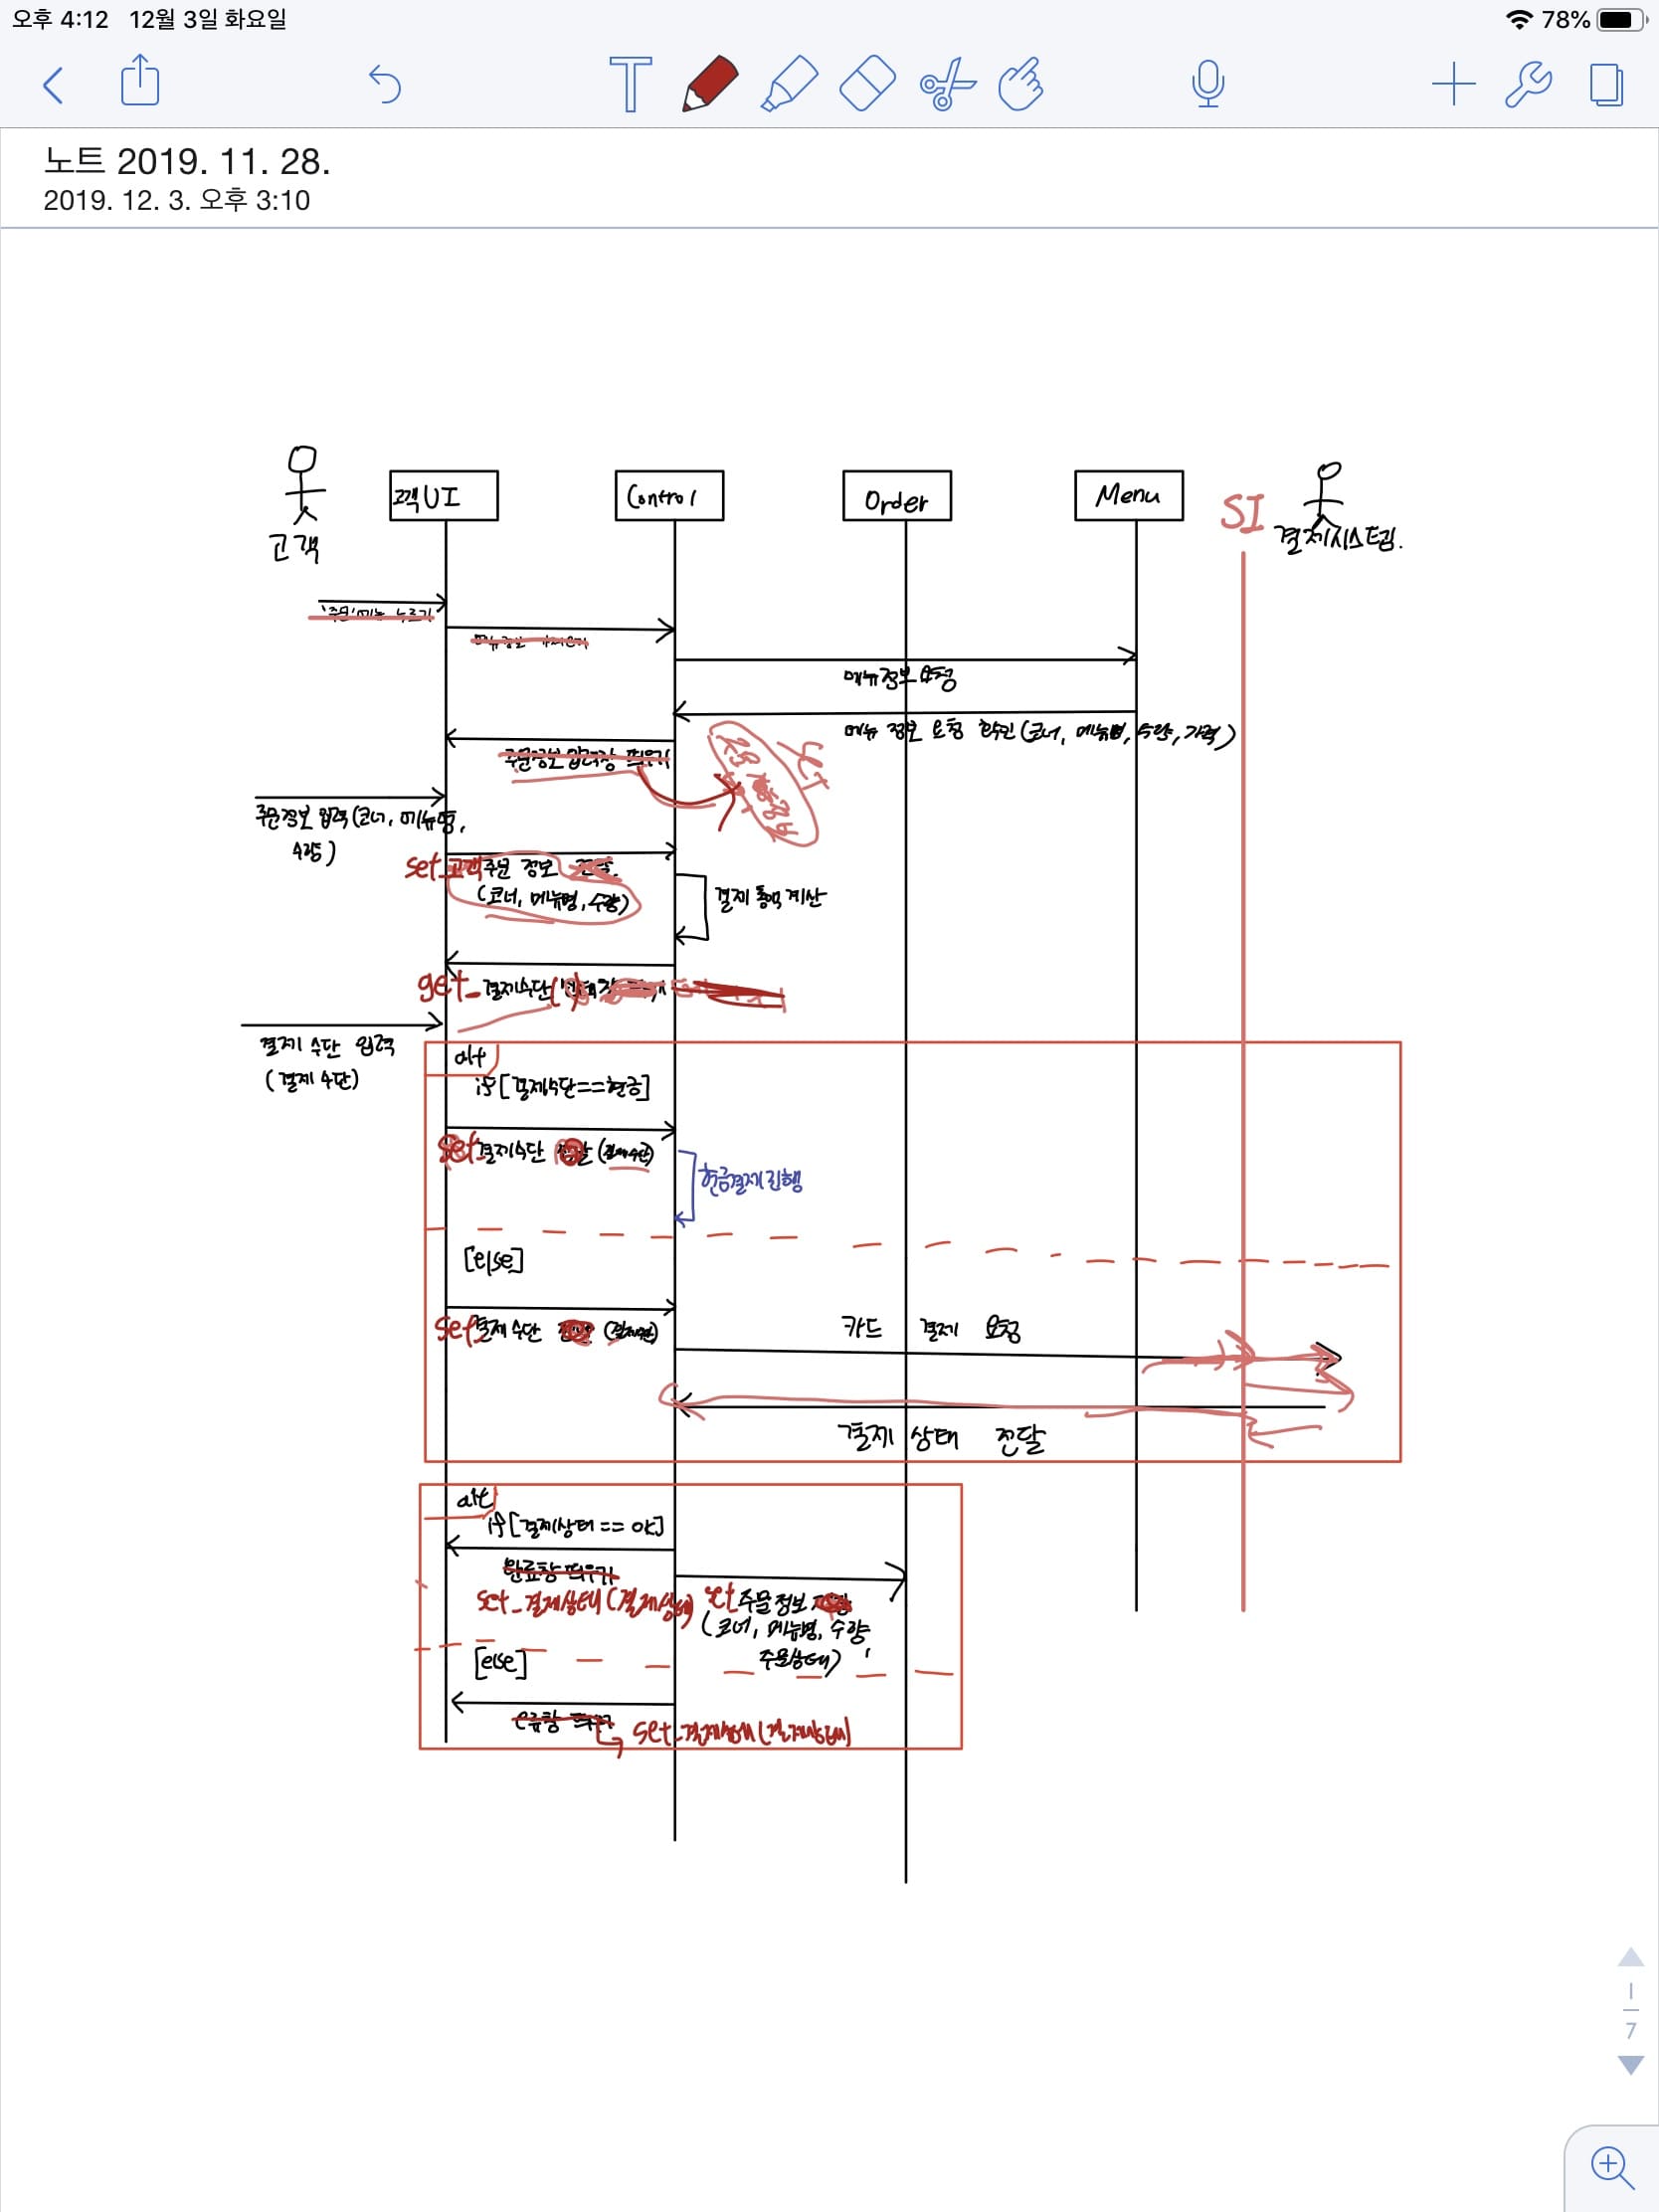 오후 4:12 12월 3일 화요일
78%
노트 2019. 11. 28.
2019. 12. 3. 오후 3:10
고객
고객UI
Control
Order
Menu
SI
결제시스템.
'주문'메뉴 누르기
메뉴정보 가져오기
메뉴정보요청
메뉴 정보 요청 확인(코너, 메뉴명, 수량, 가격)
주문정보 입력창 띄우기
주문정보 입력(코너, 메뉴명,
수량)
set_고객주문 정보
(코너, 메뉴명, 수량)
결제 총액 계산
get_결제수단( )
결제 수단 입력
(결제 수단)
alt
if[결제수단==현금]
set_결제수단 (결제수단)
현금결제 진행
[else]
set_결제수단 (결제수단)
카드 결제 요청
결제 상태 전달
alt
if[결제상태==ok]
완료창 띄우기
set_결제상태(결제상태)
set 주문정보
(코너, 메뉴명, 수량,
주문상태)
[else]
오류창 띄우기
set_결제상태(결제상태)
1
7